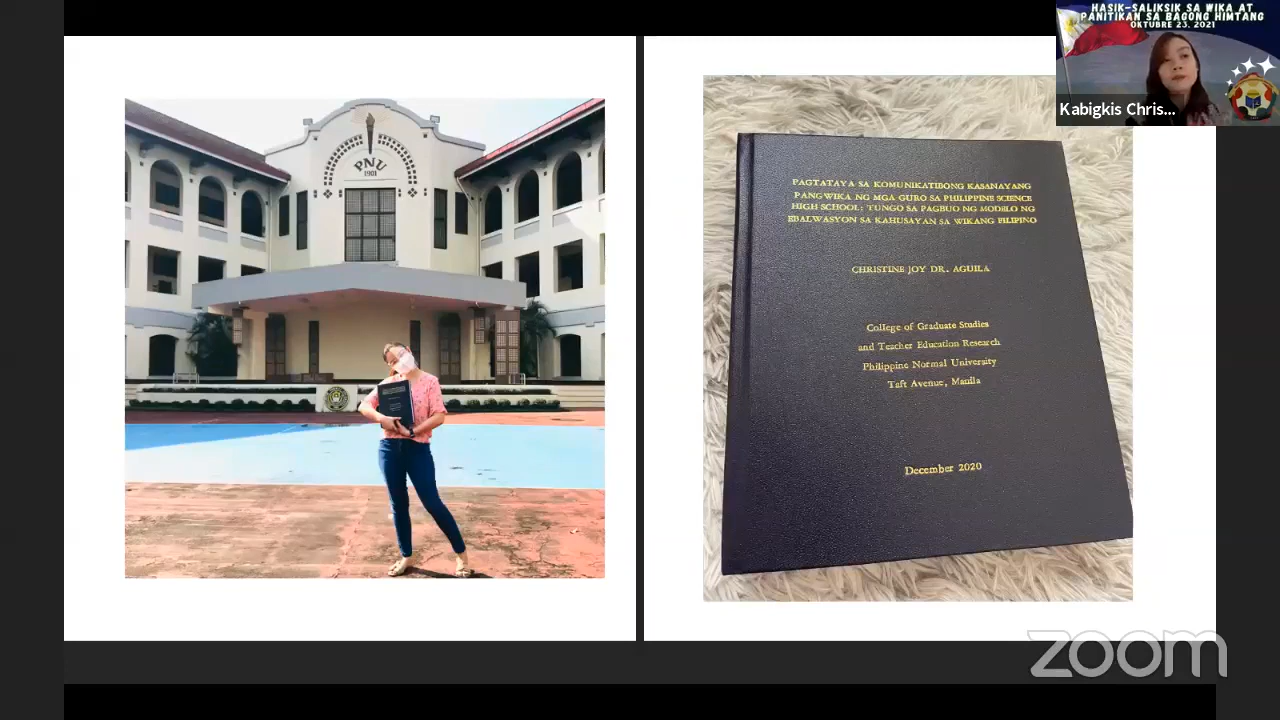 HASIK-SALIKSIK SA WIKA AT
PANITIKAN SA BAGONG HIMTANG
OKTUBRE 23, 2021
Kabigkis Chris...
PNU
1901
PAGTATAYA SA KOMUNIKATIBONG KASANAYANG
PANGWIKA NG MGA GURO SA PHILIPPINE SCIENCE
HIGH SCHOOL: TUNGO SA PAGBUO NG MODELO NG
EBALWASYON SA KAHUSAYAN SA WIKANG FILIPINO
CHRISTINE JOY DR. AGUILA
College of Graduate Studies
and Teacher Education Research
Philippine Normal University
Taft Avenue, Manila
December 2020
zoom